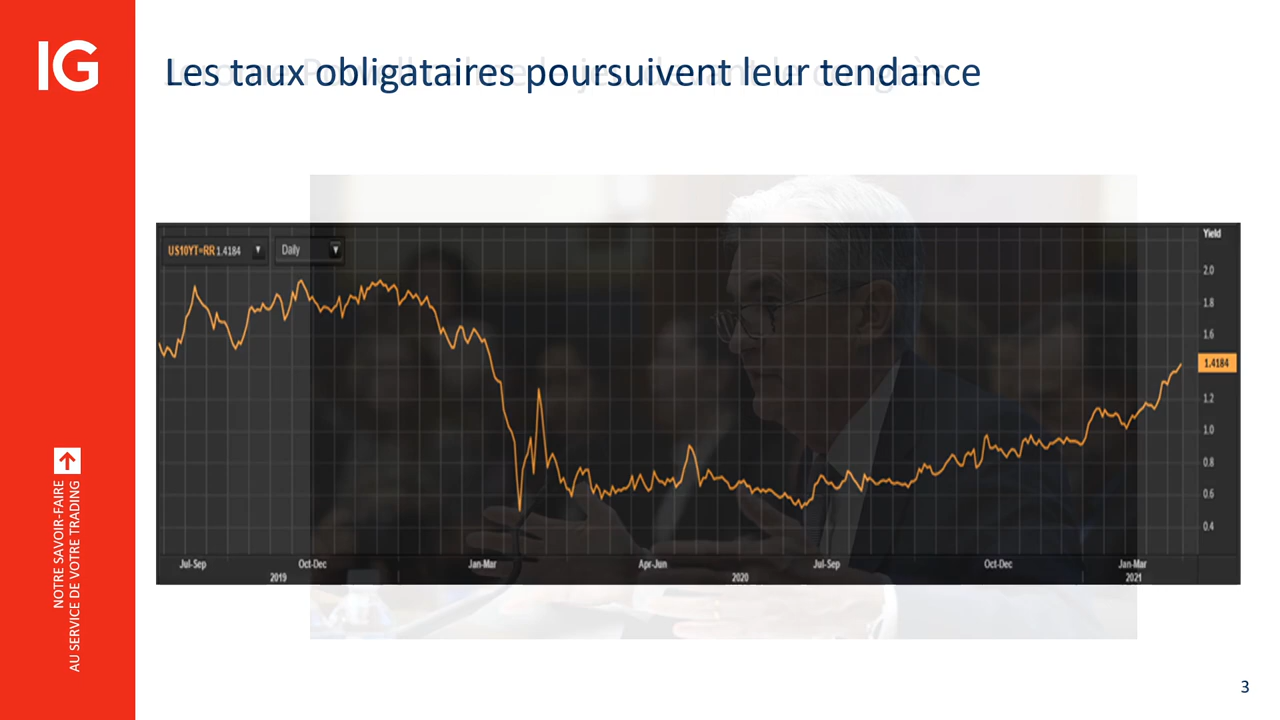 IG
Les taux obligataires poursuivent leur tendance
US10YT=RR 1.4184
Daily
Yield
2.0
1.8
1.6
1.4184
1.2
1.0
0.8
0.6
0.4
Jul-Sep Oct-Dec Jan-Mar Apr-Jun Jul-Sep Oct-Dec Jan-Mar
2019 2020 2021
NOTRE SAVOIR-FAIRE
AU SERVICE DE VOTRE TRADING
3